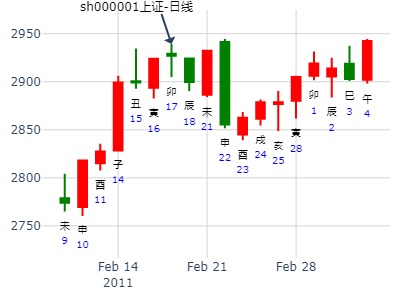 sh000001上证-日线
2950
2900
2850
2800
2750
未
9
申
10
酉
11
子
14
丑
15
寅
16
卯
17
辰
18
未
21
申
22
酉
23
戌
24
亥
25
寅
28
卯
1
辰
2
巳
3
午
4
Feb 14
2011
Feb 21
Feb 28